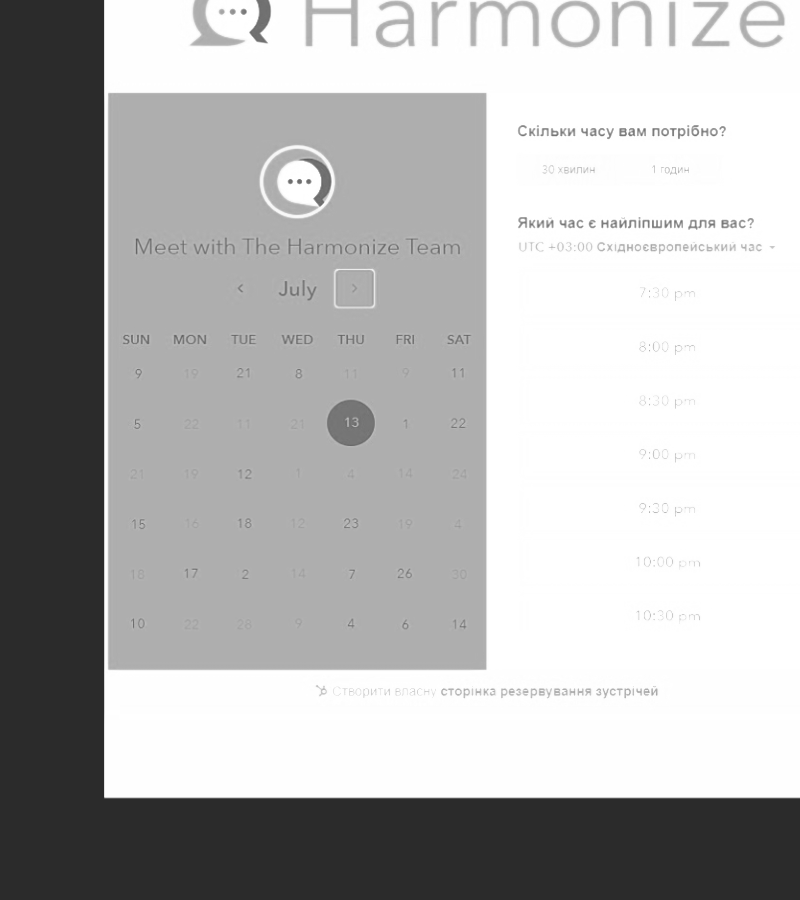 Harmonize
Meet with The Harmonize Team
July
SUN MON TUE WED THU FRI SAT
9 19 21 8 11 9 11
5 22 11 21 13 1 22
21 19 12 1 4 14 24
15 16 18 12 23 19 4
18 17 2 14 7 26 30
10 22 28 9 4 6 14
Скільки часу вам потрібно?
30 хвилин 1 годин
Який час є найліпшим для вас?
UTC +03:00 Східноєвропейський час
7:30 pm
8:00 pm
8:30 pm
9:00 pm
9:30 pm
10:00 pm
10:30 pm
Створити власну сторінка резервування зустрічей